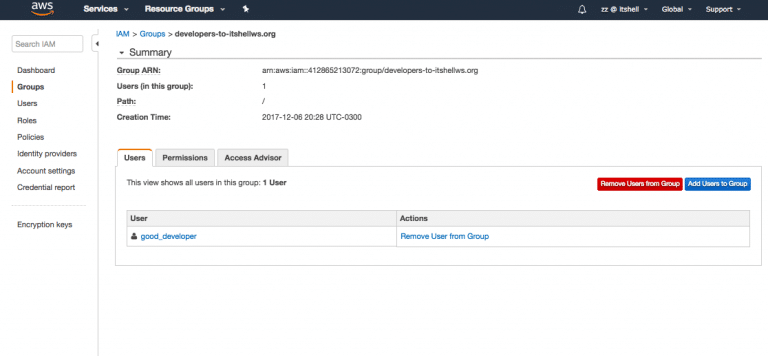 aws Services Resource Groups zz @ itshell Global Support
Search IAM
Dashboard
Groups
Users
Roles
Policies
Identity providers
Account settings
Credential report
Encryption keys
IAM > Groups > developers-to-itshellws.org
Summary
Group ARN: arn:aws:iam::412865213072:group/developers-to-itshellws.org
Users (in this group): 1
Path: /
Creation Time: 2017-12-06 20:28 UTC-0300
Users Permissions Access Advisor
This view shows all users in this group: 1 User Remove Users from Group Add Users to Group
User Actions
good_developer Remove User from Group